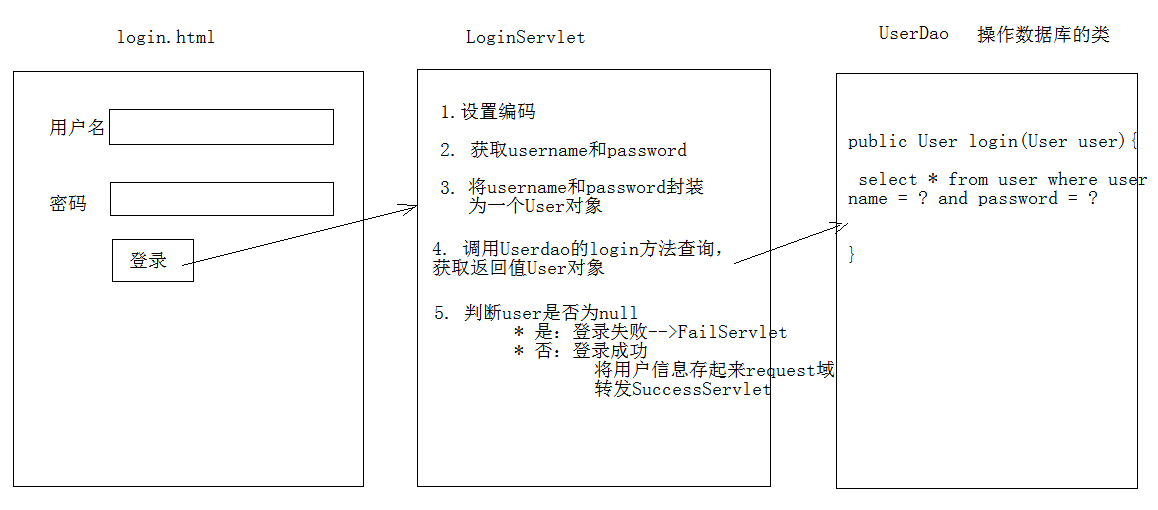 login.html
用户名
密码
登录
LoginServlet
1.设置编码
2. 获取username和password
3. 将username和password封装
为一个User对象
4. 调用Userdao的login方法查询，
获取返回值User对象
5. 判断user是否为null
* 是：登录失败-->FailServlet
* 否：登录成功
将用户信息存起来request域
转发SuccessServlet
UserDao 操作数据库的类
public User login(User user){
select * from user where user
name = ? and password = ?
}